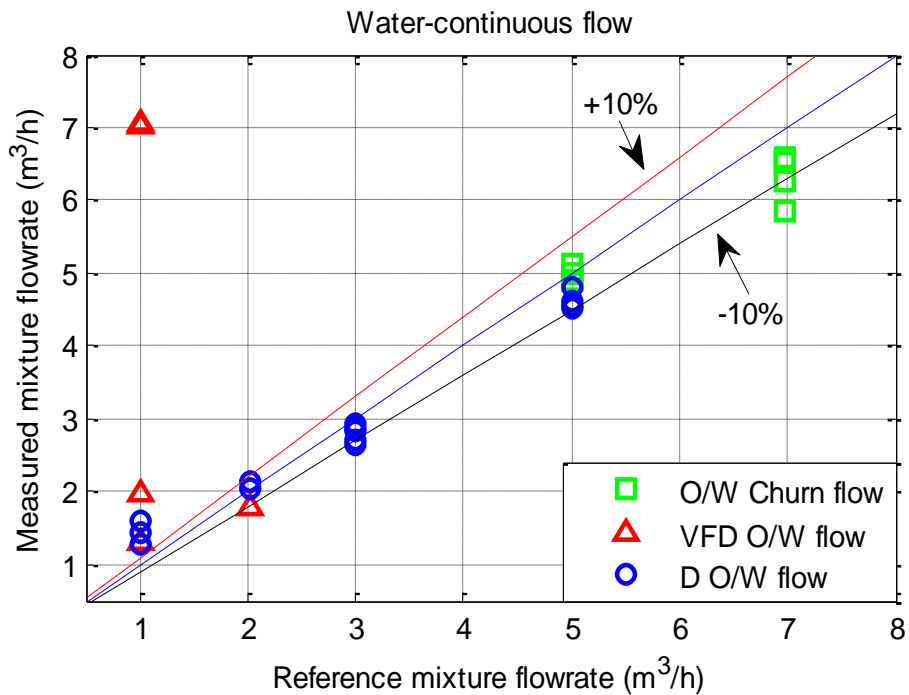 Water-continuous flow
8
7
6
5
4
3
2
1
Measured mixture flowrate (m³/h)
+10%
-10%
O/W Churn flow
VFD O/W flow
D O/W flow
1 2 3 4 5 6 7 8
Reference mixture flowrate (m³/h)